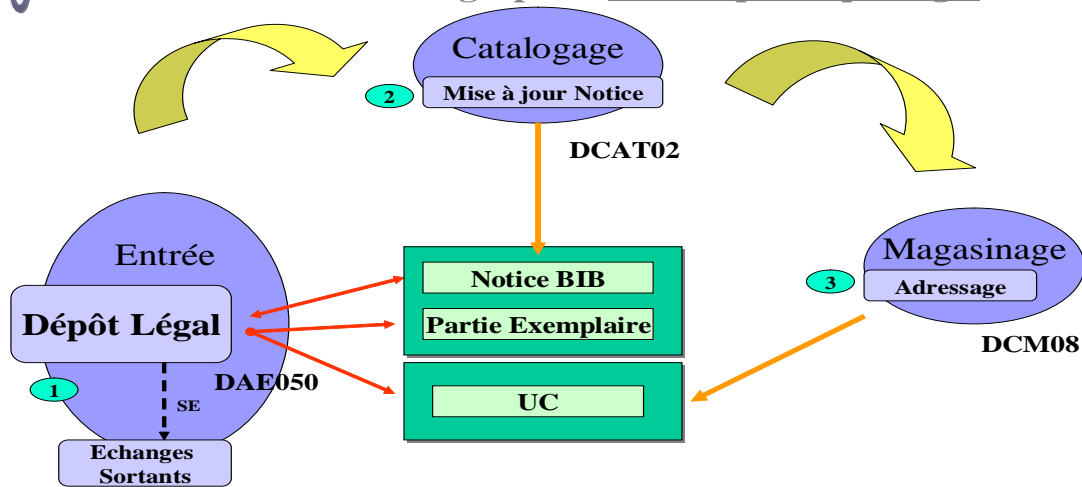 Catalogage
2
Mise à jour Notice
DCAT02
Entrée
Dépôt Légal
DAE050
1
SE
Echanges
Sortants
Notice BIB
Partie Exemplaire
UC
Magasinage
3
Adressage
DCM08